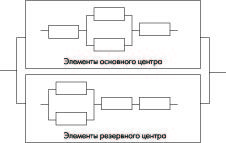 Элементы основного центра
Элементы резервного центра